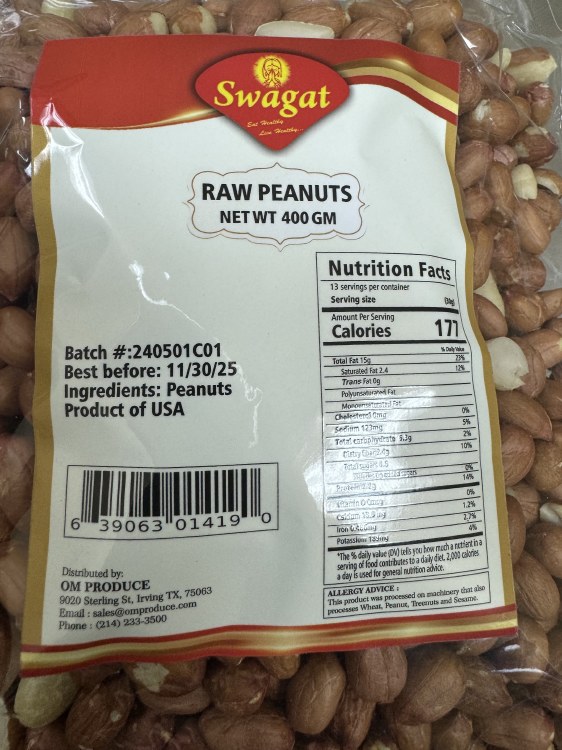 Swagat
Eat Healthy
Live Healthy...
RAW PEANUTS
NET WT 400 GM
Batch #:240501C01
Best before: 11/30/25
Ingredients: Peanuts
Product of USA
6 39063 01419 0
Distributed by:
OM PRODUCE
9020 Sterling St, Irving TX, 75063
Email : sales@omproduce.com
Phone : (214) 233-3500
Nutrition Facts
13 servings per container
Serving size (30g)
Amount Per Serving
Calories 177
% Daily Value
Total Fat 15g 23%
Saturated Fat 2.4 12%
Trans Fat 0g
Polyunsaturated Fat
Monounsaturated Fat
Cholesterol 0mg 0%
Sodium 123mg 5%
Total carbohydrate 5.3g 2%
10%
0%
14%
0%
1.2%
2.7%
Potassium 4%
*The % daily value (DV) tells you how much a nutrient in a
serving of food contributes to a daily diet. 2,000 calories
a day is used for general nutrition advice.
ALLERGY ADVICE :
This product was processed on machinery that also
processes Wheat, Peanut, Treenuts and Sesame.